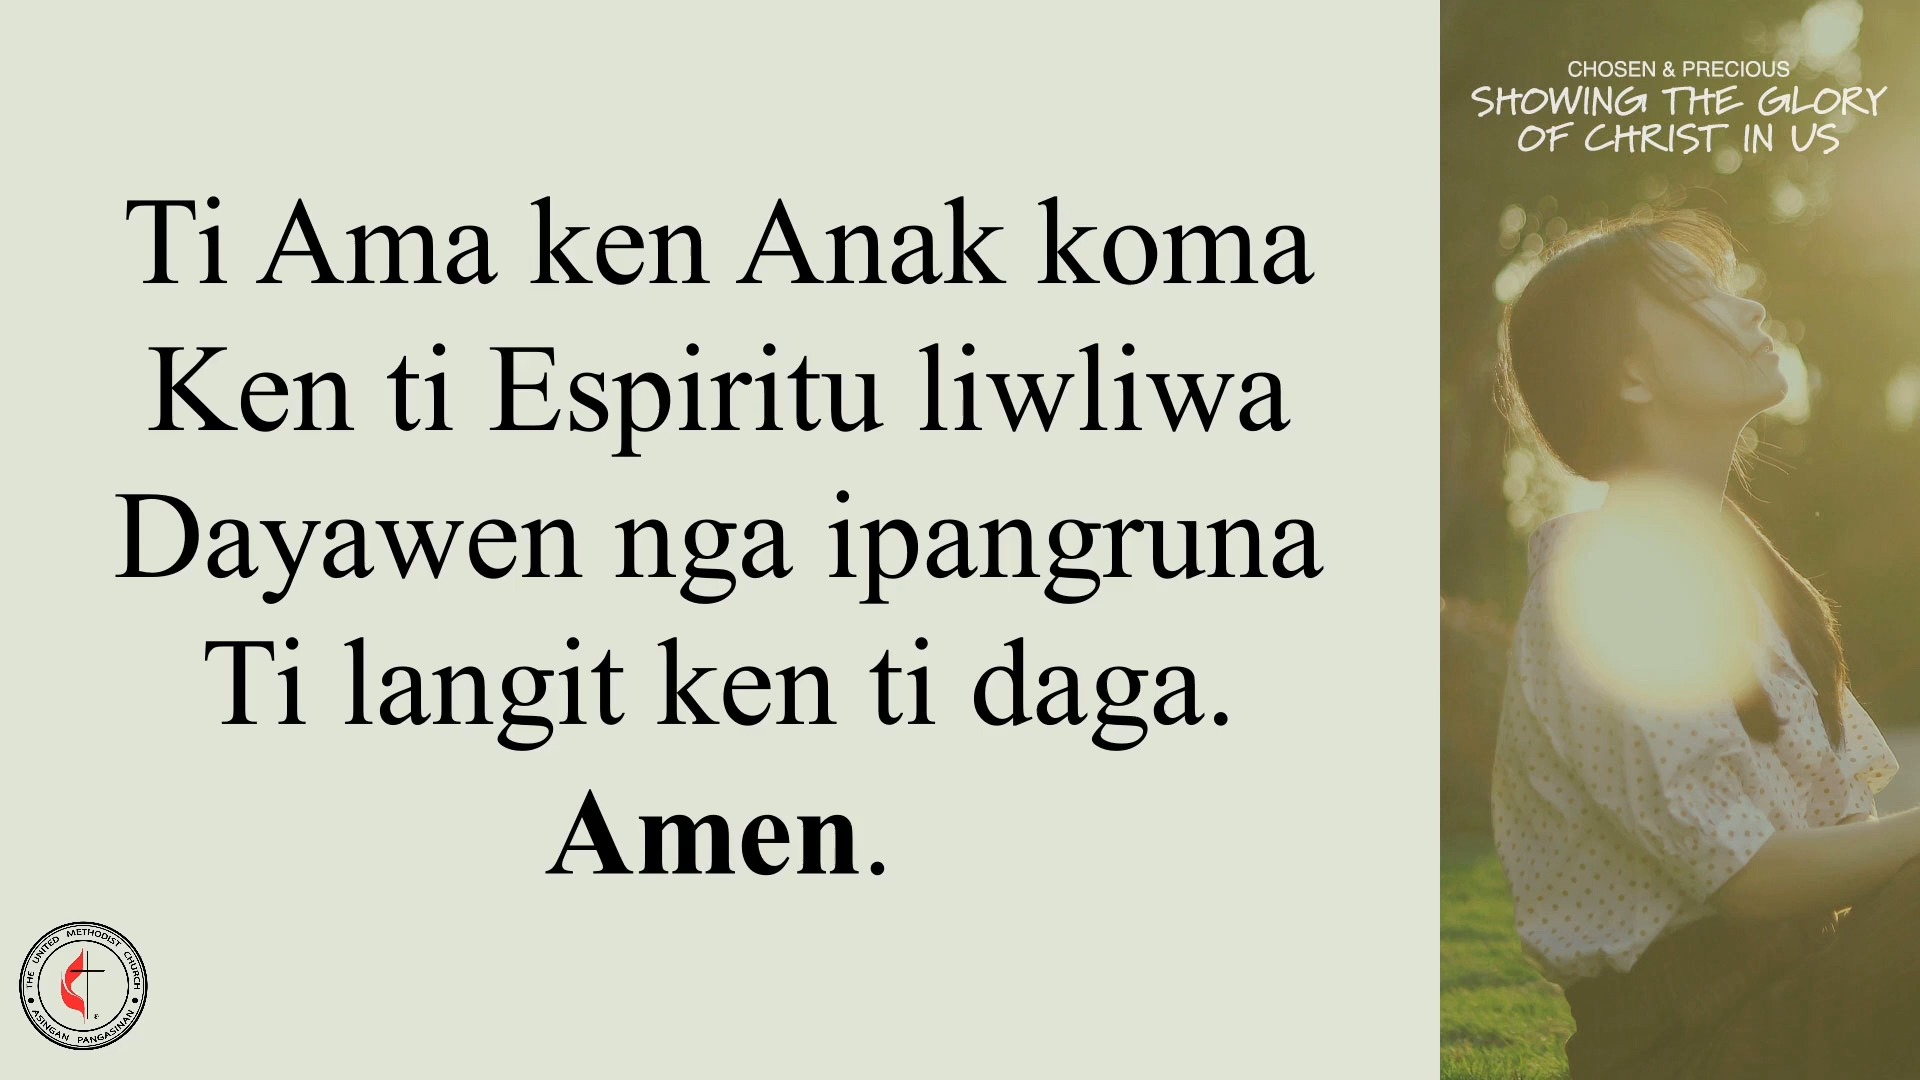 Ti Ama ken Anak koma
Ken ti Espiritu liwliwa
Dayawen nga ipangruna
Ti langit ken ti daga.
Amen.
CHOSEN & PRECIOUS
SHOWING THE GLORY
OF CHRIST IN US
THE UNITED METHODIST CHURCH
ASINGAN PANGASINAN